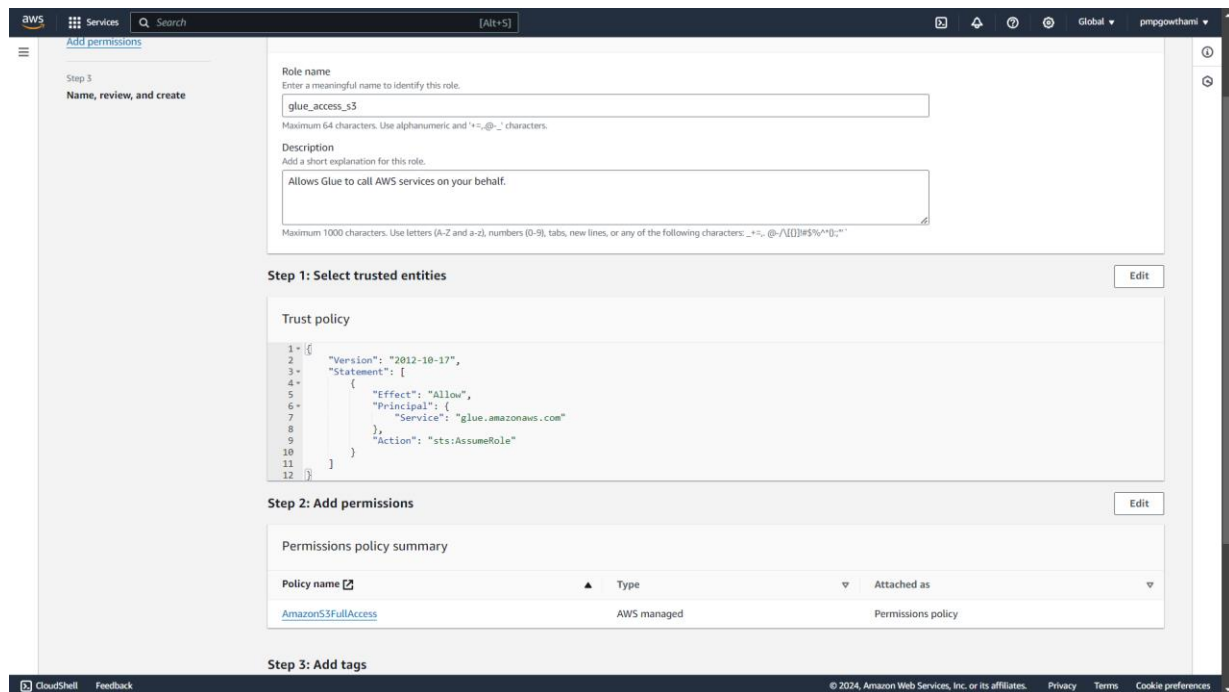 aws Services Search [Alt+S] Global pmpgowthami
Add permissions
Step 3
Name, review, and create
Role name
Enter a meaningful name to identify this role.
glue_access_s3
Maximum 64 characters. Use alphanumeric and '+=,.@-_' characters.
Description
Add a short explanation for this role.
Allows Glue to call AWS services on your behalf.
Maximum 1000 characters. Use letters (A-Z and a-z), numbers (0-9), tabs, new lines, or any of the following characters:
Step 1: Select trusted entities
Edit
Trust policy
1 {
2 "Version": "2012-10-17",
3 "Statement": [
4 {
5 "Effect": "Allow",
6 "Principal": {
7 "Service": "glue.amazonaws.com"
8 },
9 "Action": "sts:AssumeRole"
10 }
11 ]
12 }
Step 2: Add permissions
Edit
Permissions policy summary
Policy name Type Attached as
AmazonS3FullAccess AWS managed Permissions policy
Step 3: Add tags
CloudShell Feedback © 2024, Amazon Web Services, Inc. or its affiliates. Privacy Terms Cookie preferences